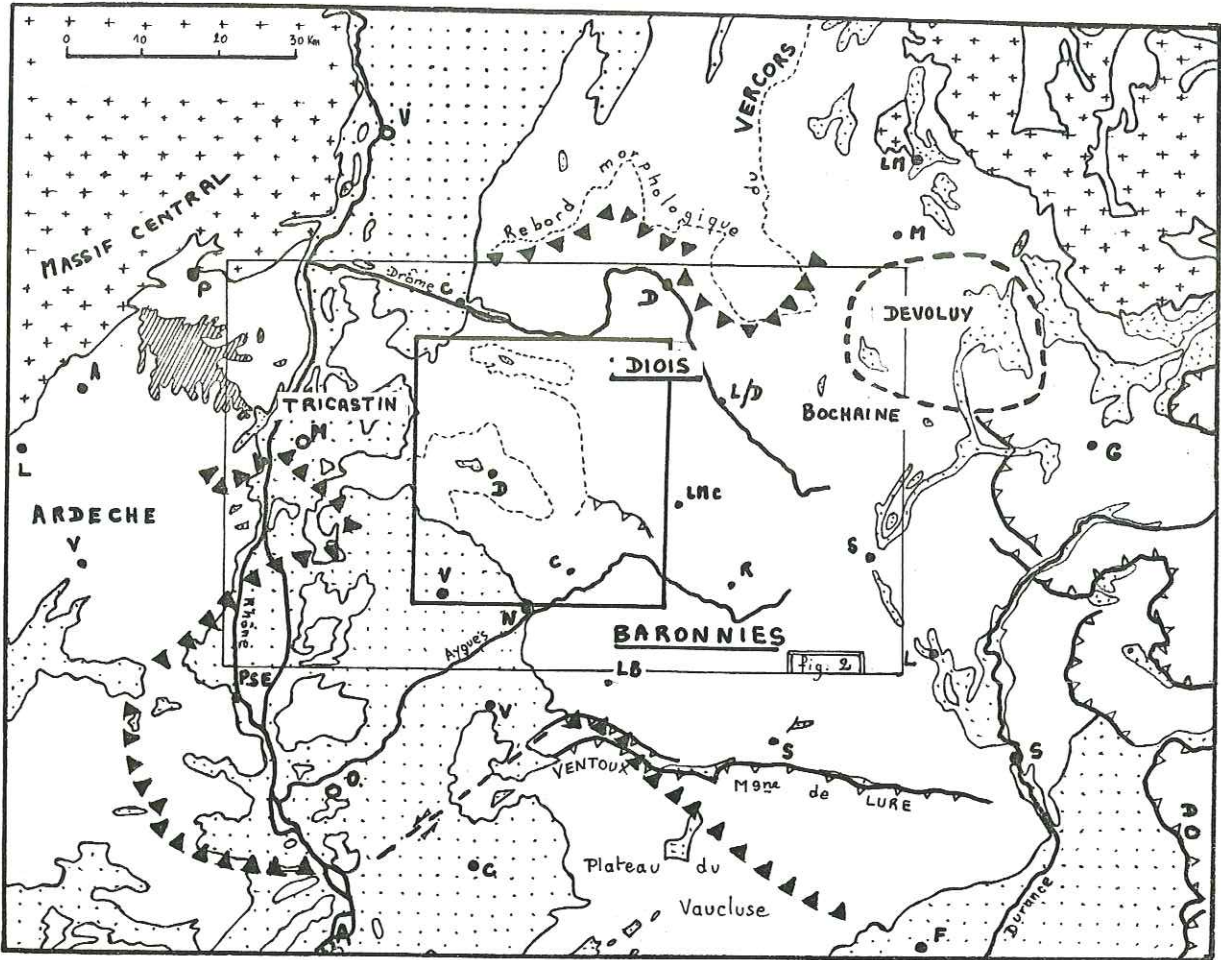 0 10 20 30 Km
V
VERCORS
LM
MASSIF CENTRAL
Rebord morphologique du
M
P
Drôme
C
D
DEVOLUY
DIOIS
A
L/D
TRICASTIN
BOCHAINE
M
G
L
D
LMC
ARDECHE
V
S
C
R
V
Rhône
N
BARONNIES
Aygues
fig. 2
L
LB
PSE
V
S
S
VENTOUX
Mgne de LURE
O
DO
G
Plateau du
Vaucluse
Durance
A
F